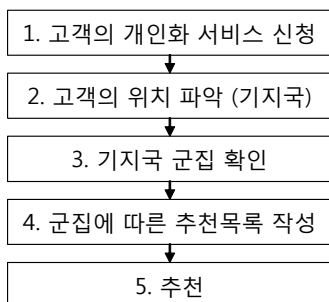 1. 고객의 개인화 서비스 신청
2. 고객의 위치 파악 (기지국)
3. 기지국 군집 확인
4. 군집에 따른 추천목록 작성
5. 추천